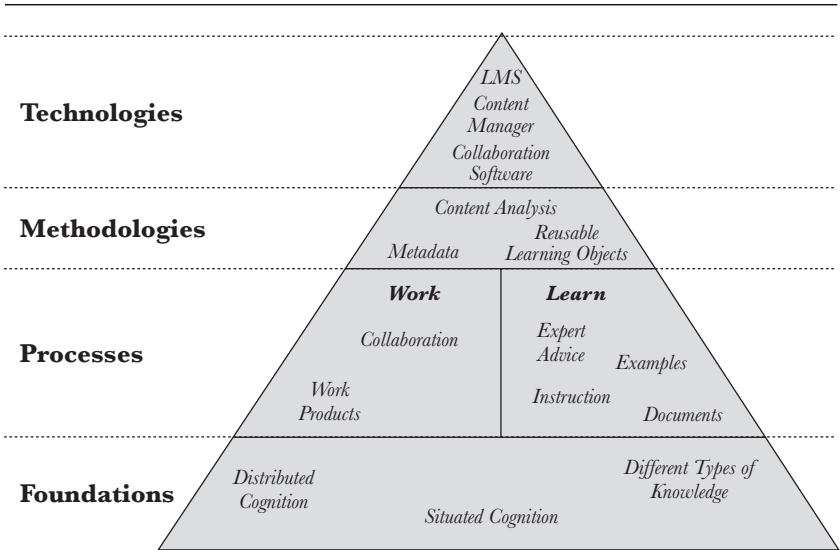 LMS
Content
Manager
Collaboration
Software
Technologies
Content Analysis
Methodologies
Metadata
Reusable
Learning Objects
Work
Learn
Collaboration
Expert
Advice
Examples
Processes
Work
Products
Instruction
Documents
Foundations
Distributed
Cognition
Situated Cognition
Different Types of
Knowledge